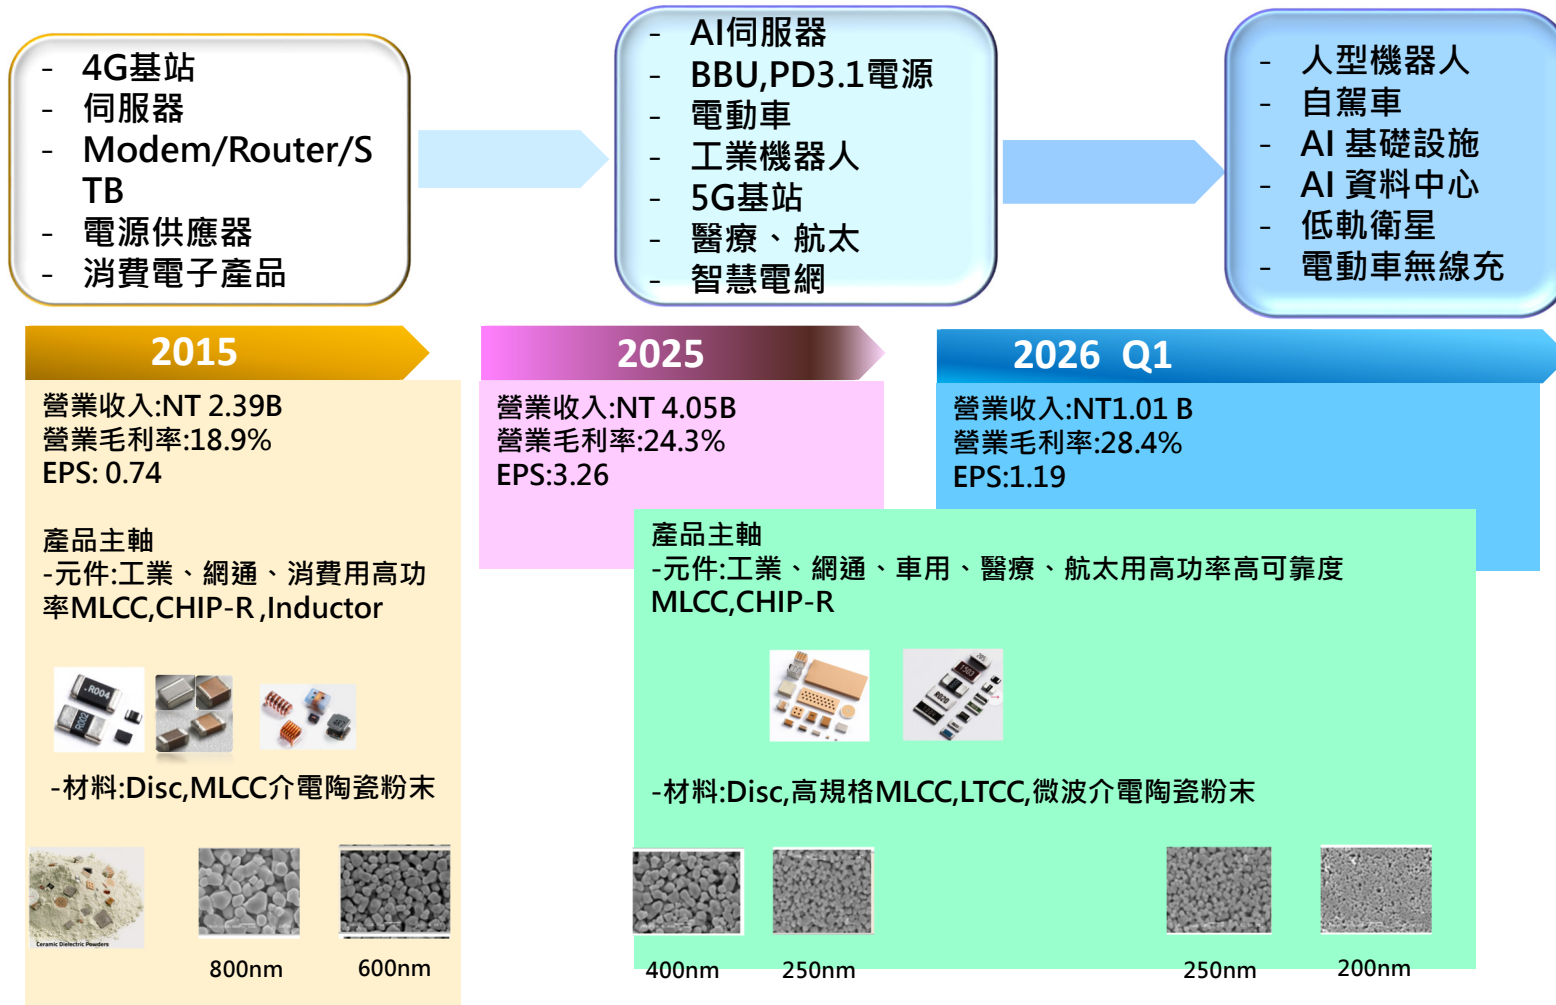 - 4G基站
- 伺服器
- Modem/Router/S
TB
- 電源供應器
- 消費電子產品
- AI伺服器
- BBU,PD3.1電源
- 電動車
- 工業機器人
- 5G基站
- 醫療、航太
- 智慧電網
- 人型機器人
- 自駕車
- AI 基礎設施
- AI 資料中心
- 低軌衛星
- 電動車無線充
2015
營業收入:NT 2.39B
營業毛利率:18.9%
EPS: 0.74
產品主軸
-元件:工業、網通、消費用高功
率MLCC,CHIP-R ,Inductor
.R004
R002
-材料:Disc,MLCC介電陶瓷粉末
Ceramic Dielectric Powders
800nm
600nm
2025
營業收入:NT 4.05B
營業毛利率:24.3%
EPS:3.26
2026 Q1
營業收入:NT1.01 B
營業毛利率:28.4%
EPS:1.19
產品主軸
-元件:工業、網通、車用、醫療、航太用高功率高可靠度
MLCC,CHIP-R
1503
R020
-材料:Disc,高規格MLCC,LTCC,微波介電陶瓷粉末
400nm
250nm
250nm
200nm